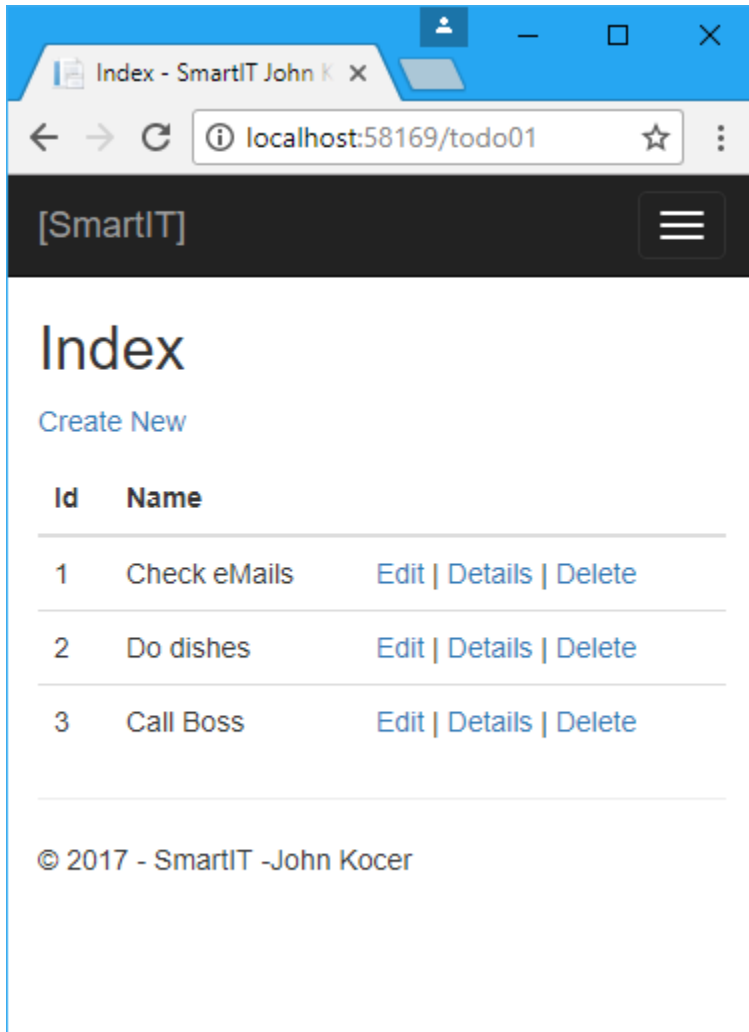 Index - SmartIT John K
localhost:58169/todo01
[SmartIT]
Index
Create New
Id Name
1 Check eMails Edit | Details | Delete
2 Do dishes Edit | Details | Delete
3 Call Boss Edit | Details | Delete
© 2017 - SmartIT -John Kocer